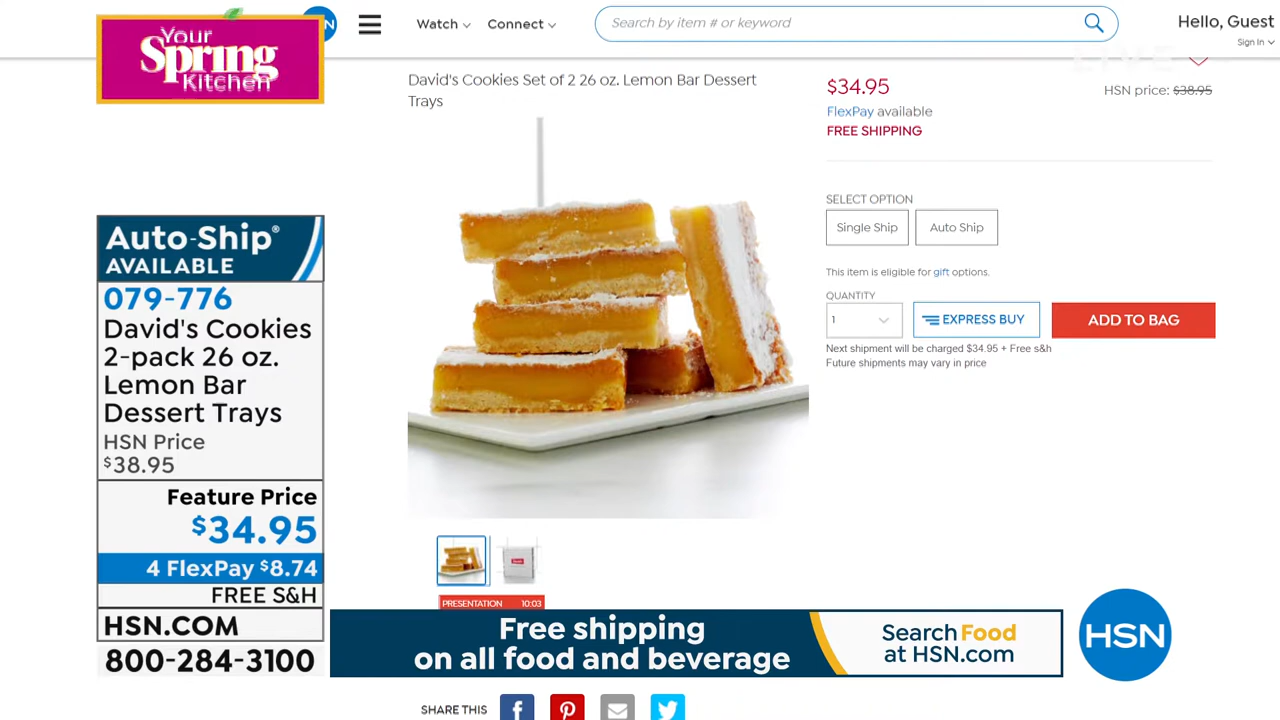 Your
Spring
Kitchen
N
Watch
Connect
Search by item # or keyword
Hello, Guest
Sign In
LIVE
David's Cookies Set of 2 26 oz. Lemon Bar Dessert
Trays
$34.95
HSN price: $38.95
FlexPay available
FREE SHIPPING
SELECT OPTION
Single Ship
Auto Ship
This item is eligible for gift options.
QUANTITY
1
EXPRESS BUY
ADD TO BAG
Next shipment will be charged $34.95 + Free s&h
Future shipments may vary in price
Auto-Ship®
AVAILABLE
079-776
David's Cookies
2-pack 26 oz.
Lemon Bar
Dessert Trays
HSN Price
$38.95
Feature Price
$34.95
4 FlexPay $8.74
FREE S&H
HSN.COM
800-284-3100
PRESENTATION 10:03
Free shipping
on all food and beverage
Search Food
at HSN.com
HSN
SHARE THIS